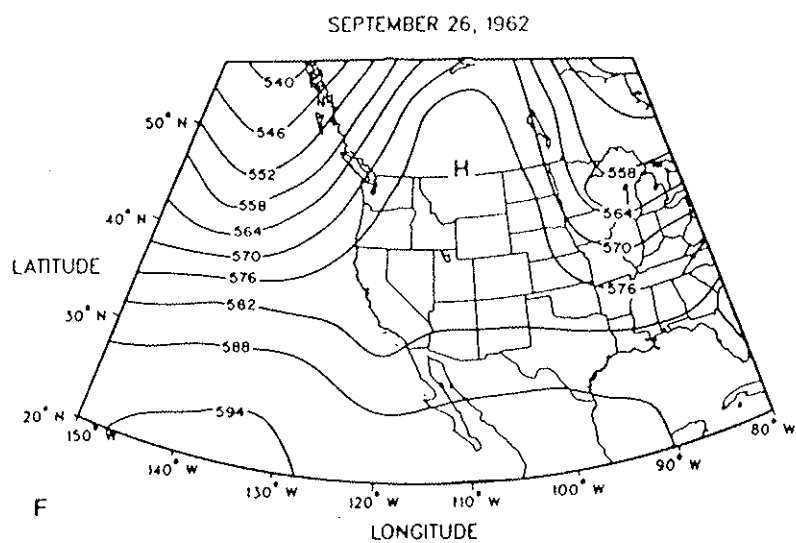 SEPTEMBER 26, 1962
540
50° N
546
552
H
558
558
40° N
564
564
570
570
LATITUDE
576
576
582
30° N
588
594
20° N
150° W
140° W
130° W
120° W
110° W
100° W
90° W
80° W
F
LONGITUDE